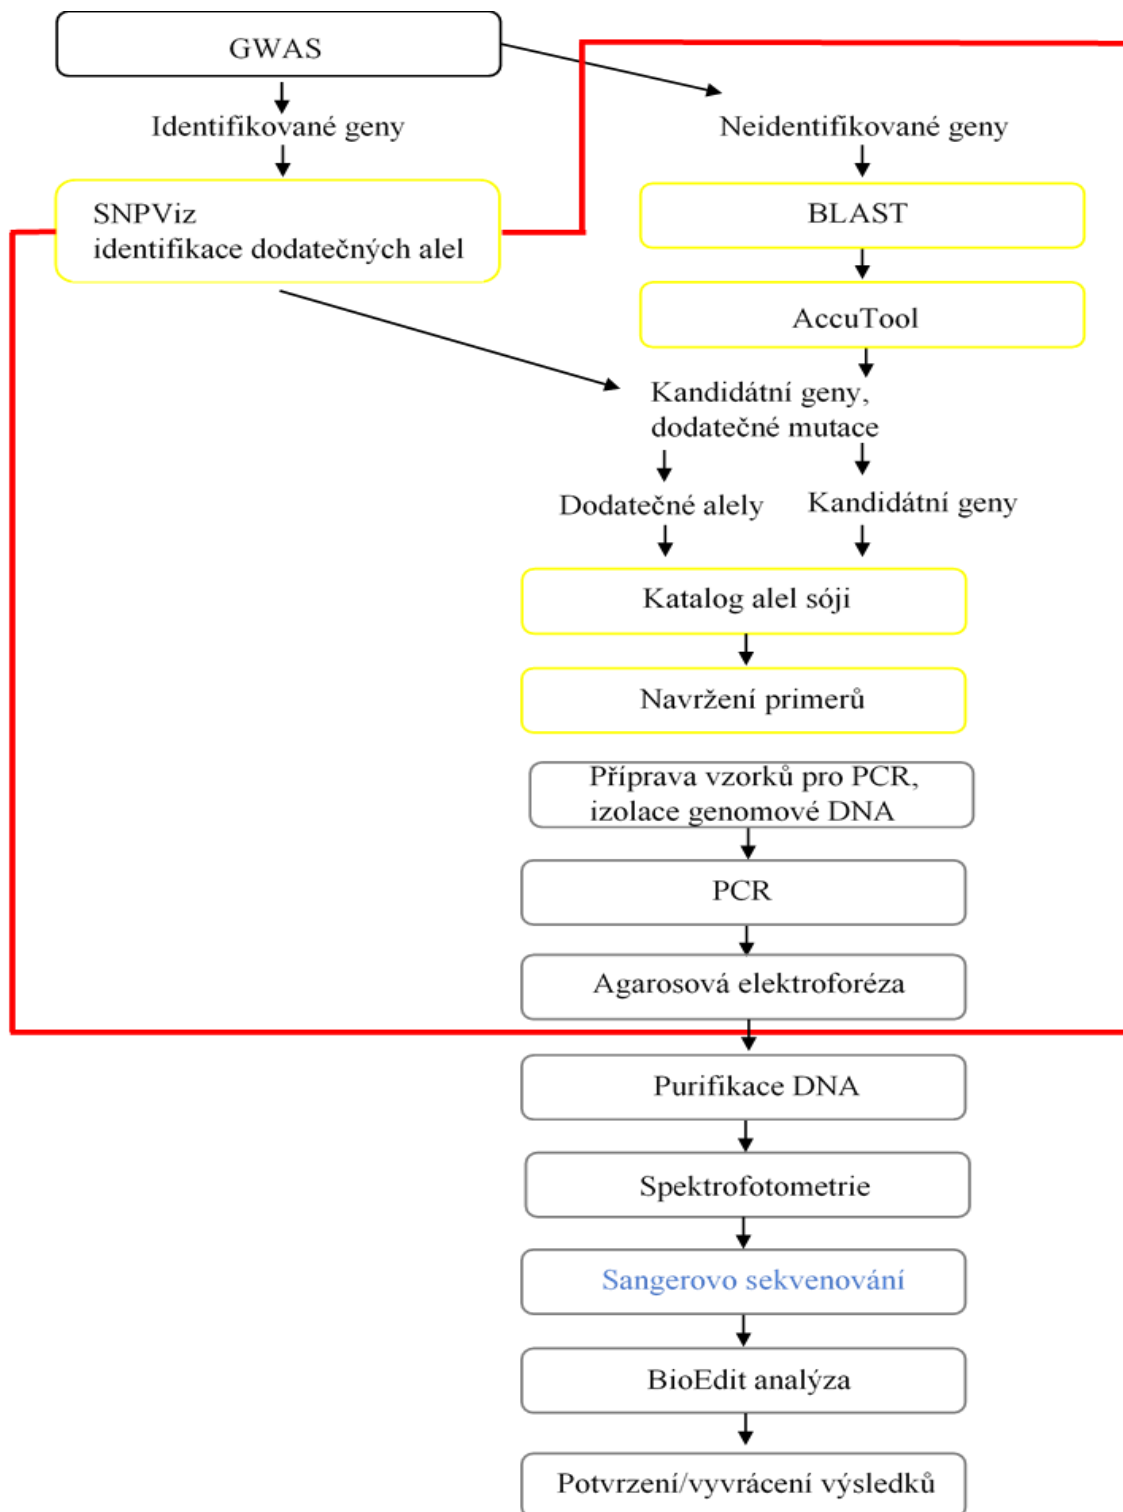 GWAS
Identifikované geny
Neidentifikované geny
SNPViz
identifikace dodatečných alel
BLAST
AccuTool
Kandidátní geny,
dodatečné mutace
Dodatečné alely
Kandidátní geny
Katalog alel sóji
Navržení primerů
Příprava vzorků pro PCR,
izolace genomové DNA
PCR
Agarosová elektroforéza
Purifikace DNA
Spektrofotometrie
Sangerovo sekvenování
BioEdit analýza
Potvrzení/vyvrácení výsledků